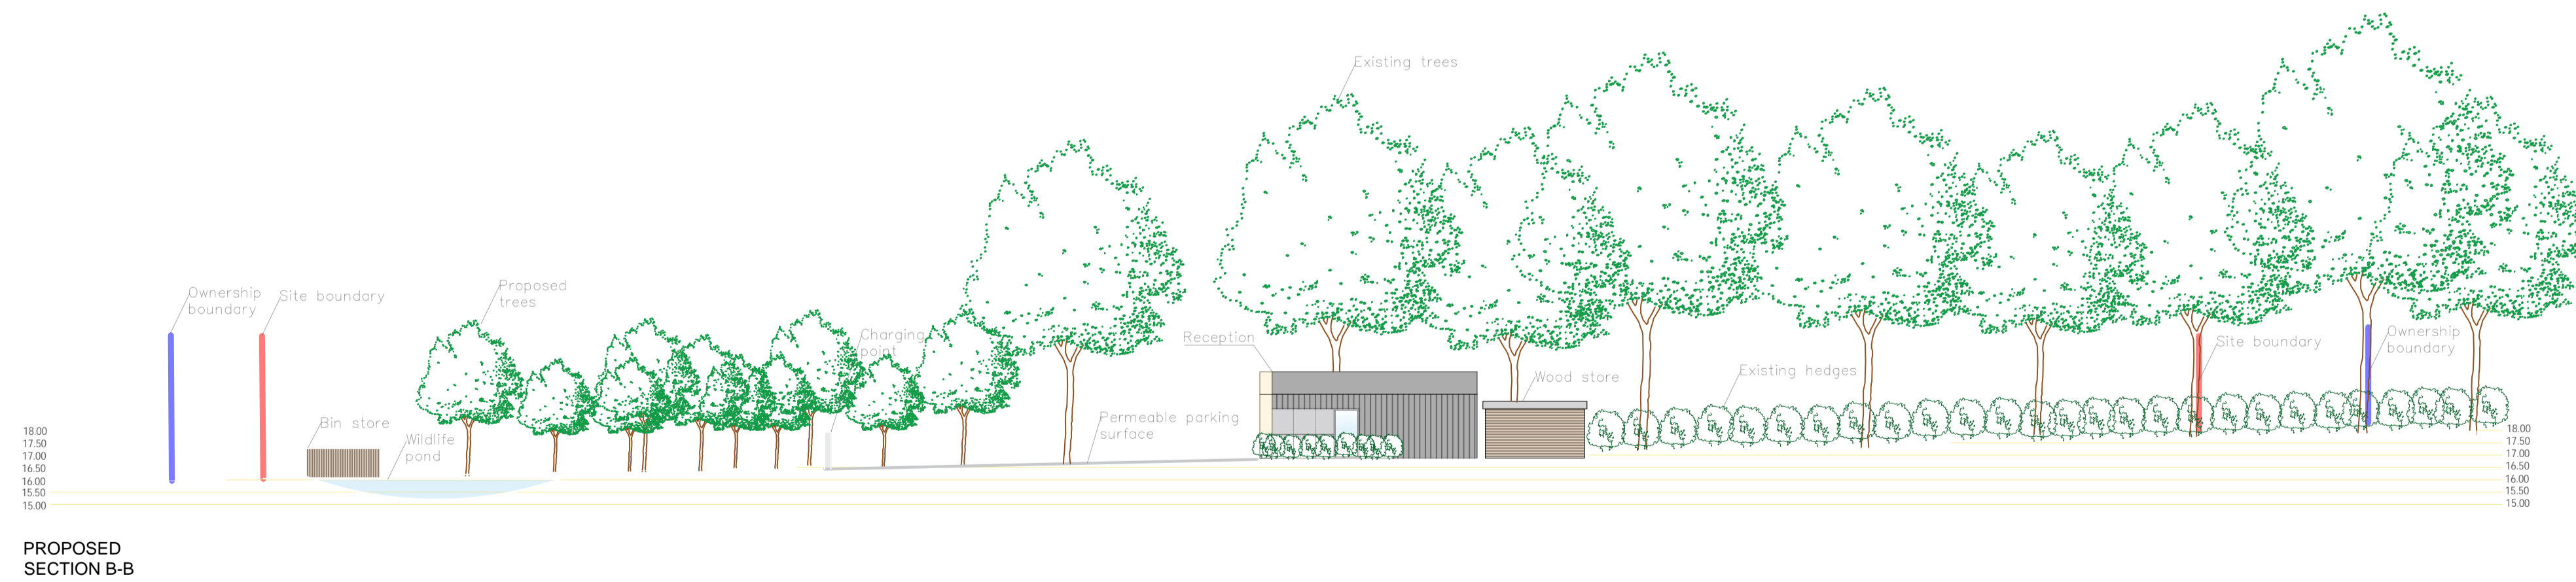 Existing trees
Proposed
trees
Ownership
boundary
Site boundary
Charging
point
Reception
Wood store
Existing hedges
Site boundary
Ownership
boundary
Permeable parking
surface
Bin store
Wildlife
pond
18.00
17.50
17.00
16.50
16.00
15.50
15.00
18.00
17.50
17.00
16.50
16.00
15.50
15.00
PROPOSED
SECTION B-B